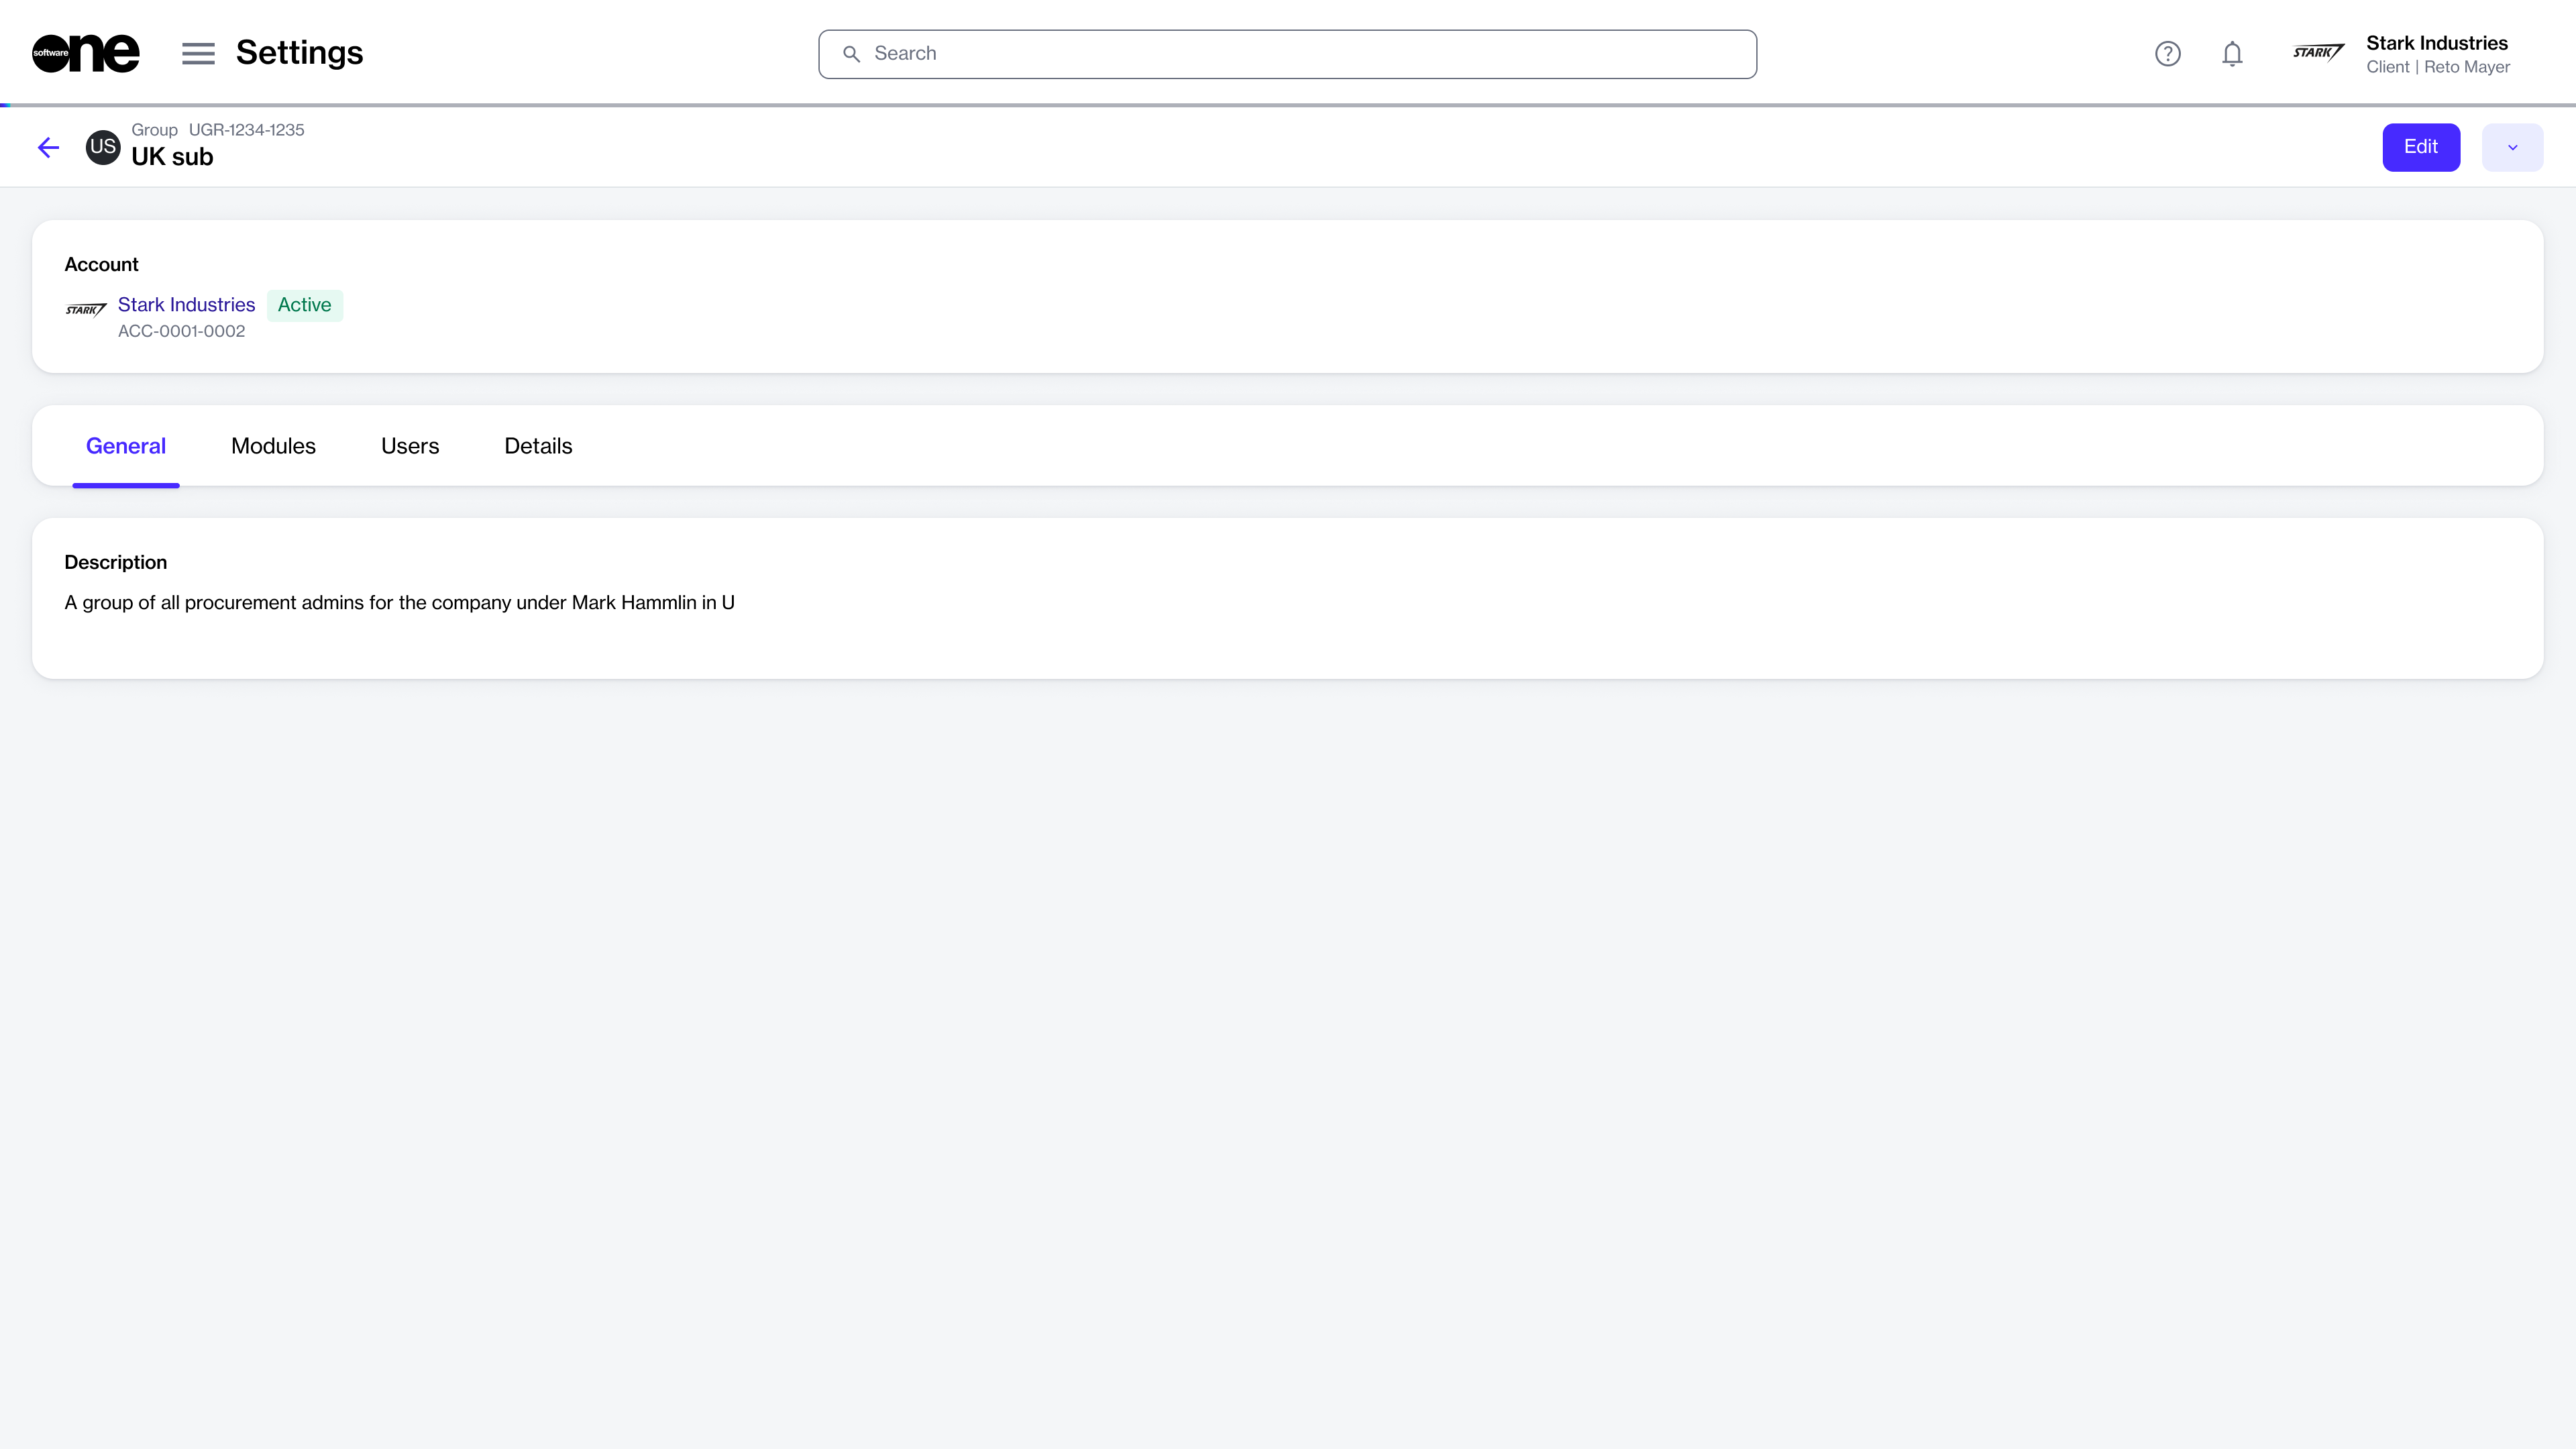 software one
Settings
Search
STARK
Stark Industries
Client | Reto Mayer
US
Group UGR-1234-1235
UK sub
Edit
Account
STARK
Stark Industries
Active
ACC-0001-0002
General
Modules
Users
Details
Description
A group of all procurement admins for the company under Mark Hammlin in U